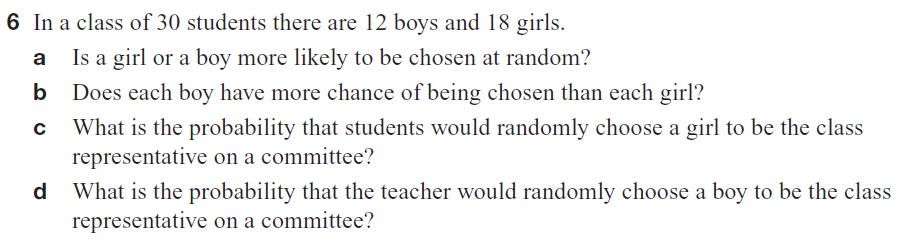 6 In a class of 30 students there are 12 boys and 18 girls.
a Is a girl or a boy more likely to be chosen at random?
b Does each boy have more chance of being chosen than each girl?
c What is the probability that students would randomly choose a girl to be the class
representative on a committee?
d What is the probability that the teacher would randomly choose a boy to be the class
representative on a committee?